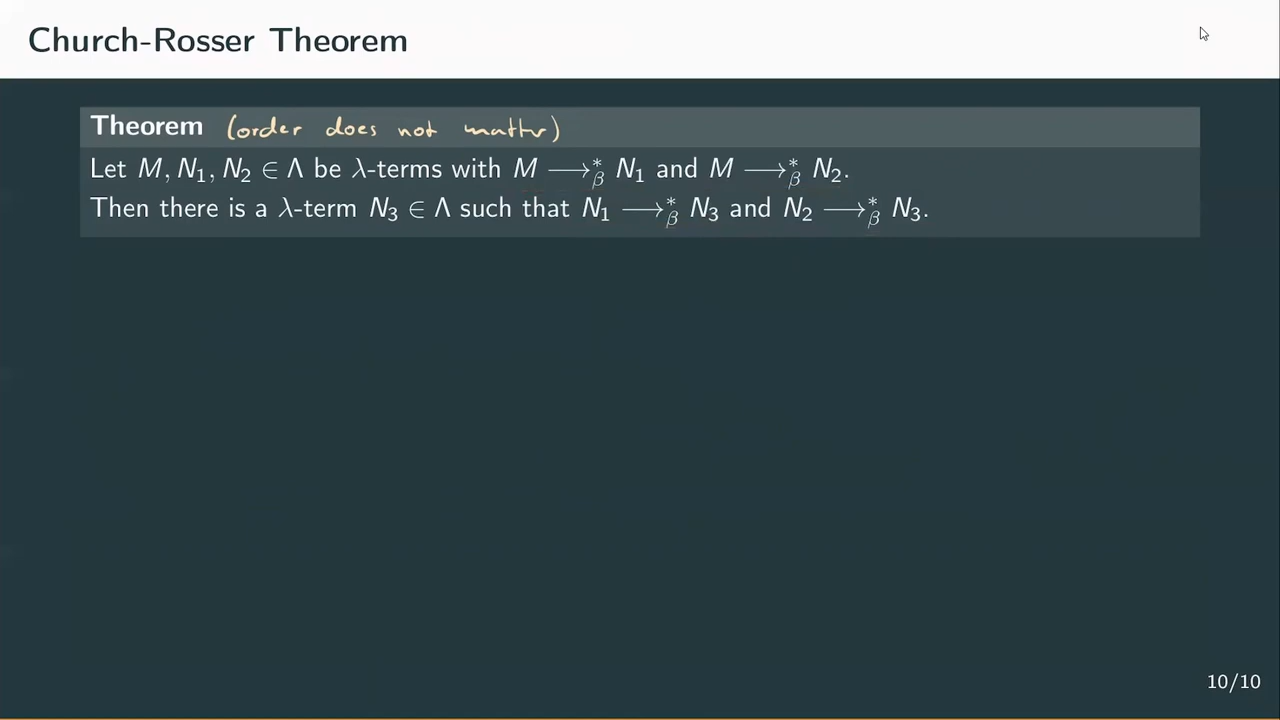 Church-Rosser Theorem
Theorem (order does not matter)
Let M, N₁, N₂ ∈ Λ be λ-terms with M ⟶*β N₁ and M ⟶*β N₂.
Then there is a λ-term N₃ ∈ Λ such that N₁ ⟶*β N₃ and N₂ ⟶*β N₃.
10/10